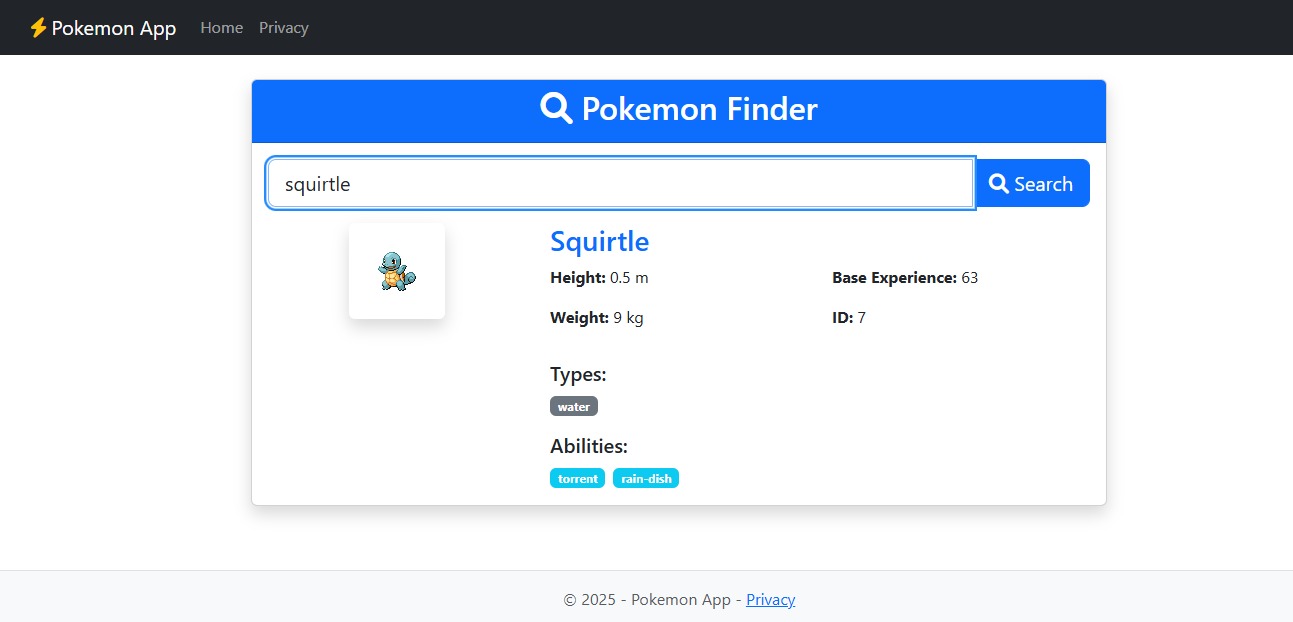 Pokemon App Home Privacy
Pokemon Finder
squirtle Search
Squirtle
Height: 0.5 m Base Experience: 63
Weight: 9 kg ID: 7
Types:
water
Abilities:
torrent rain-dish
© 2025 - Pokemon App - Privacy